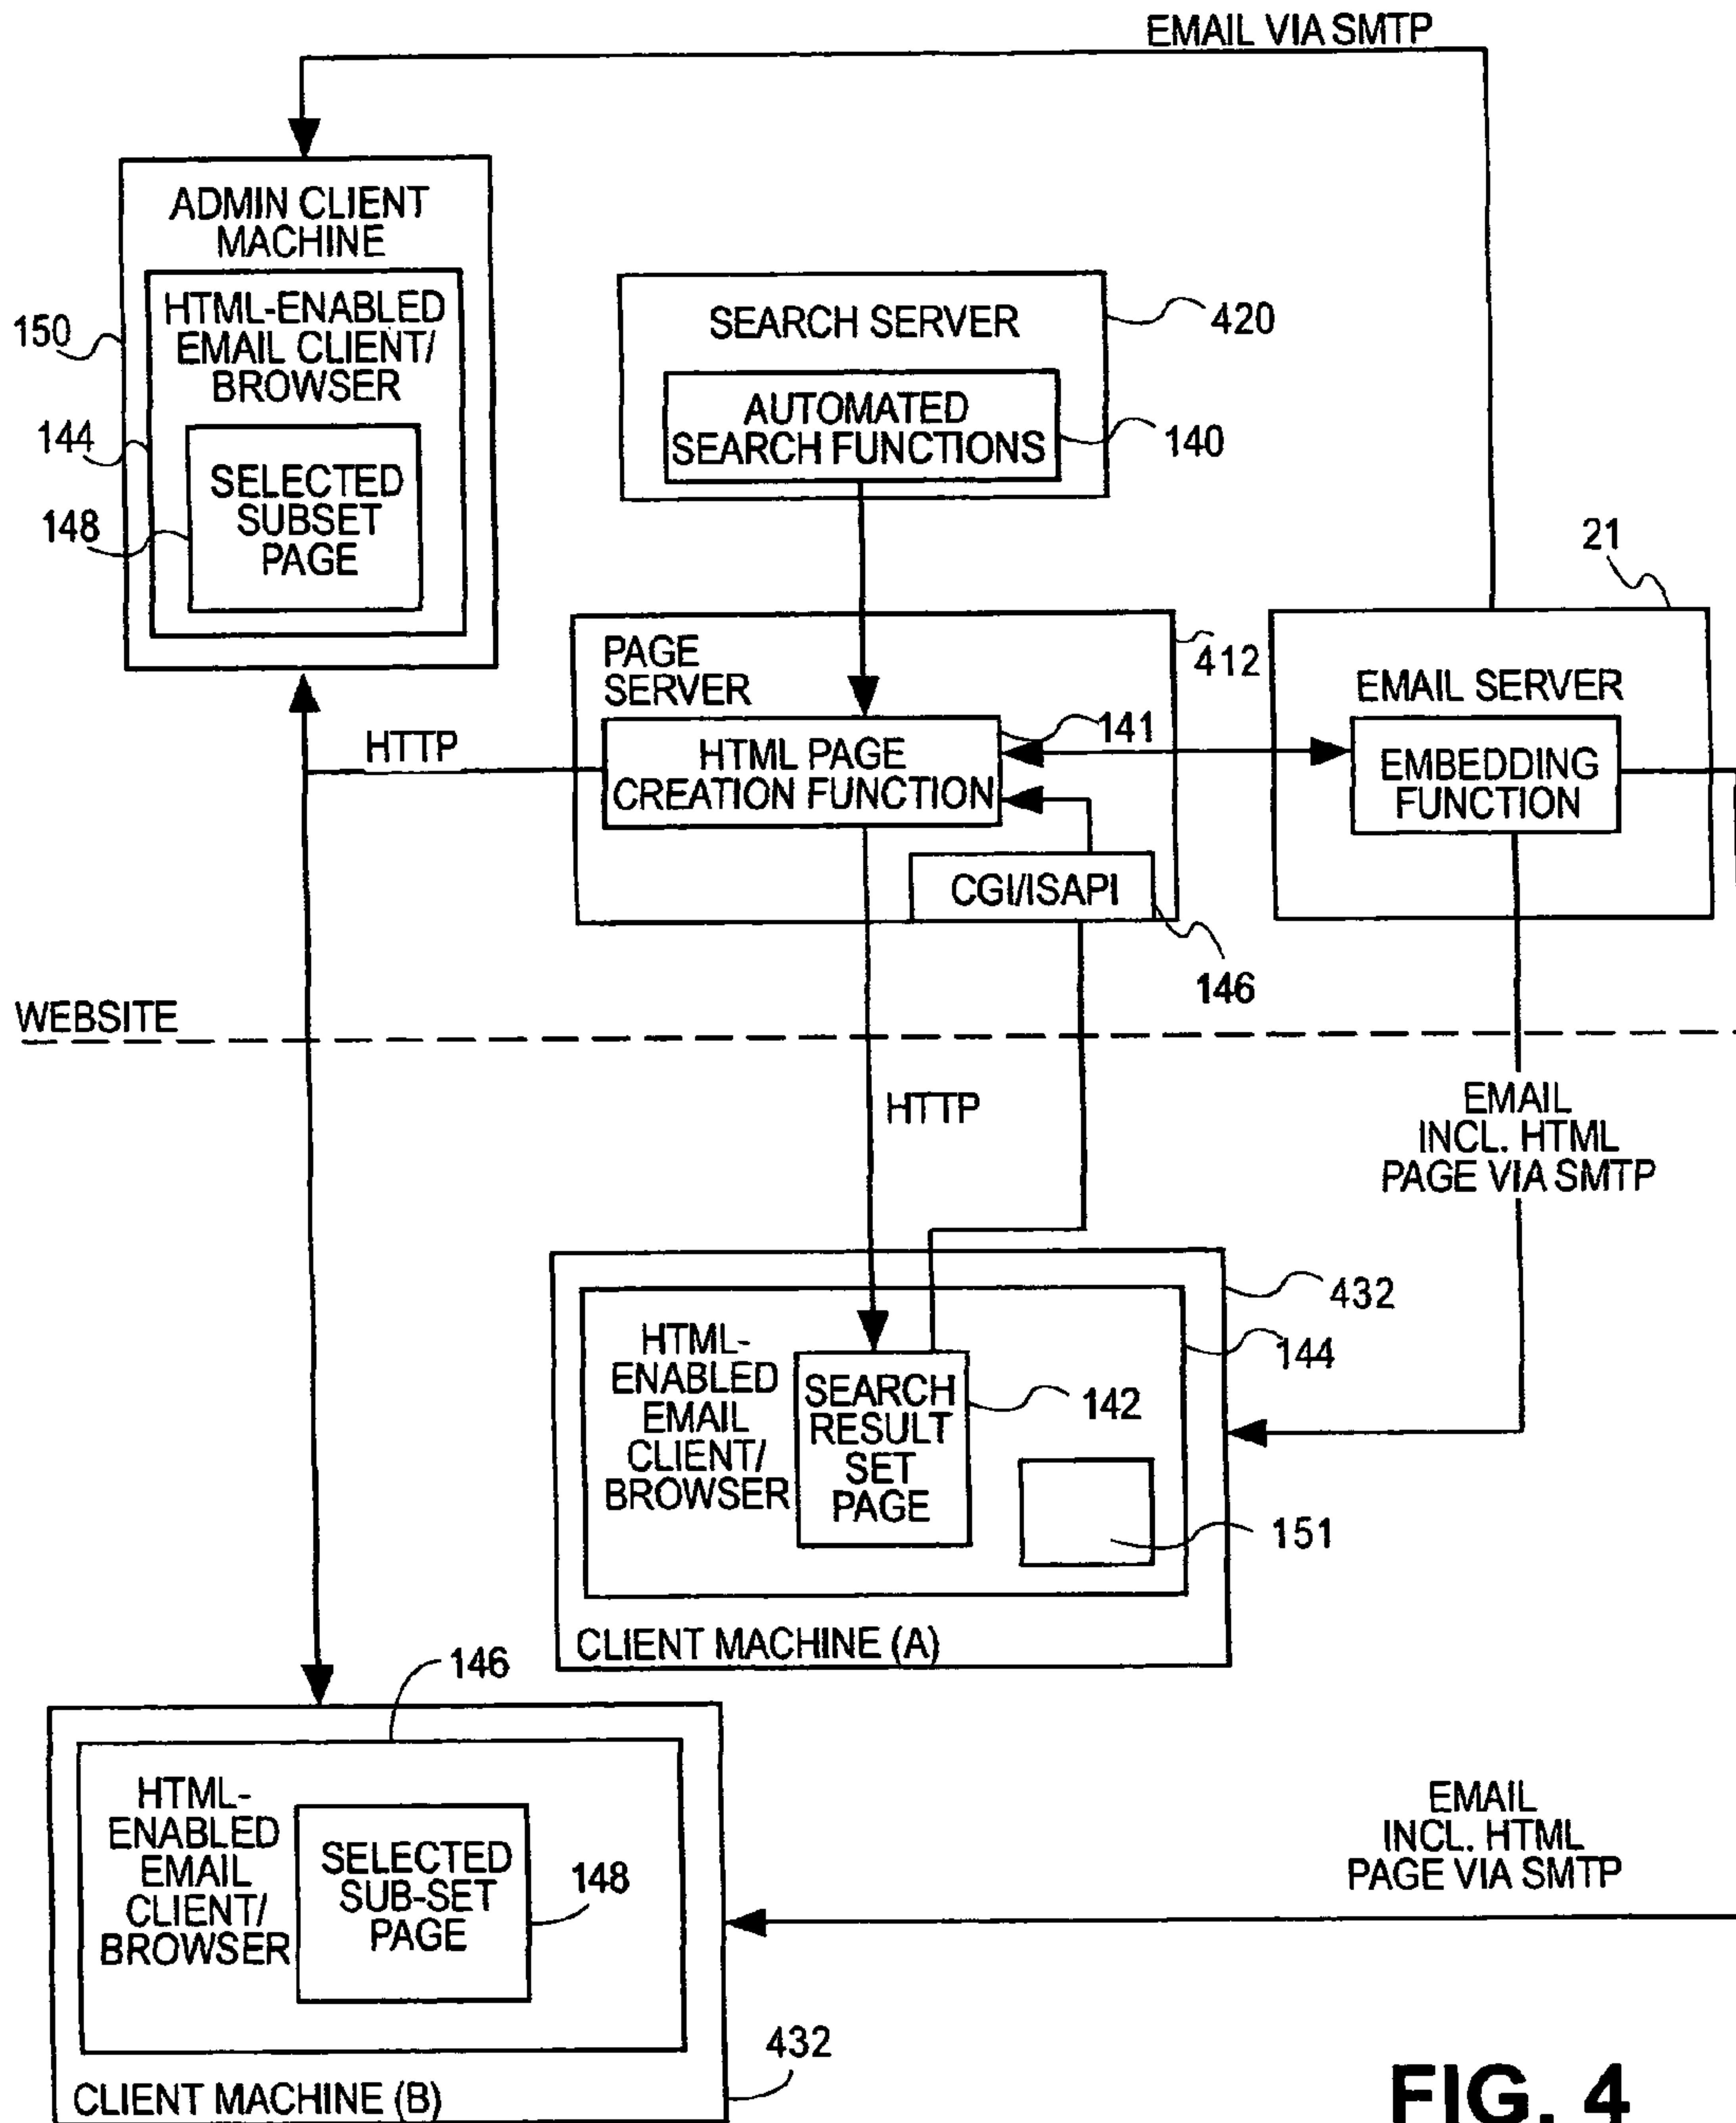 EMAIL VIA SMTP
ADMIN CLIENT
MACHINE
HTML-ENABLED
EMAIL CLIENT/
BROWSER
SELECTED
SUBSET
PAGE
150
144
148
SEARCH SERVER
420
AUTOMATED
SEARCH FUNCTIONS
140
21
PAGE
SERVER
412
EMAIL SERVER
141
HTML PAGE
CREATION FUNCTION
EMBEDDING
FUNCTION
HTTP
CGI/ISAPI
146
WEBSITE
HTTP
EMAIL
INCL. HTML
PAGE VIA SMTP
432
144
HTML-
ENABLED
EMAIL
CLIENT/
BROWSER
SEARCH
RESULT
SET
PAGE
142
151
CLIENT MACHINE (A)
146
HTML-
ENABLED
EMAIL
CLIENT/
BROWSER
SELECTED
SUB-SET
PAGE
148
EMAIL
INCL. HTML
PAGE VIA SMTP
432
CLIENT MACHINE (B)
FIG. 4